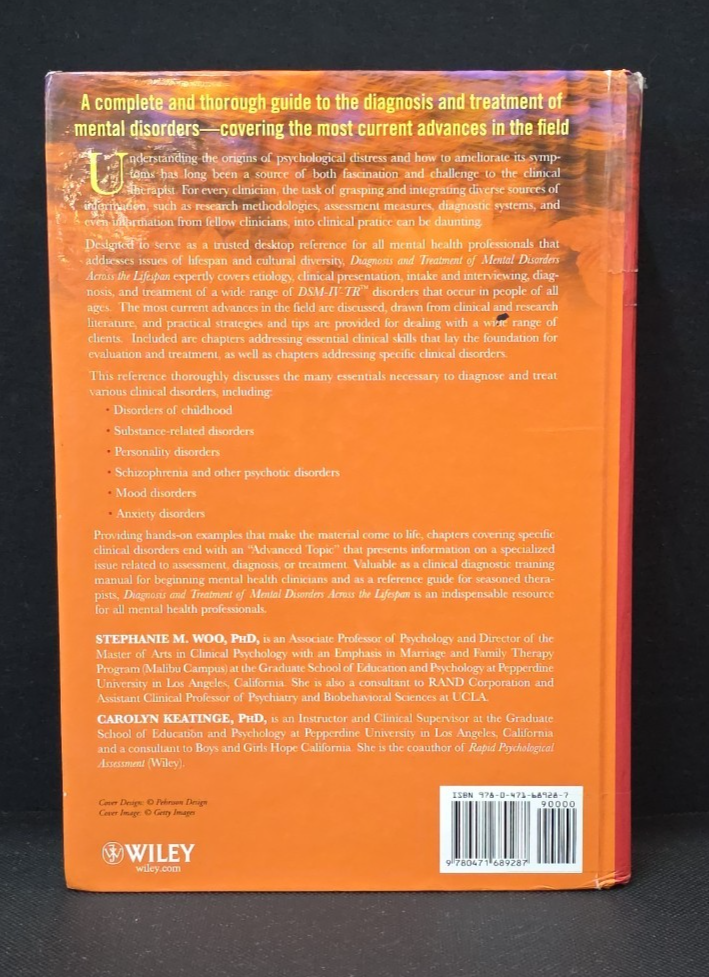 A complete and thorough guide to the diagnosis and treatment of
mental disorders—covering the most current advances in the field
Understanding the origins of psychological distress and how to ameliorate its symp-
toms has long been a source of both fascination and challenge to the clinical
therapist. For every clinician, the task of grasping and integrating diverse sources of
information, such as research methodologies, assessment measures, diagnostic systems, and
even information from fellow clinicians, into clinical pratice can be daunting.
Designed to serve as a trusted desktop reference for all mental health professionals that
addresses issues of lifespan and cultural diversity, Diagnosis and Treatment of Mental Disorders
Across the Lifespan expertly covers etiology, clinical presentation, intake and interviewing, diag-
nosis, and treatment of a wide range of DSM-IV-TR™ disorders that occur in people of all
ages. The most current advances in the field are discussed, drawn from clinical and research
literature, and practical strategies and tips are provided for dealing with a wide range of
clients. Included are chapters addressing essential clinical skills that lay the foundation for
evaluation and treatment, as well as chapters addressing specific clinical disorders.
This reference thoroughly discusses the many essentials necessary to diagnose and treat
various clinical disorders, including:
• Disorders of childhood
• Substance-related disorders
• Personality disorders
• Schizophrenia and other psychotic disorders
• Mood disorders
• Anxiety disorders
Providing hands-on examples that make the material come to life, chapters covering specific
clinical disorders end with an "Advanced Topic" that presents information on a specialized
issue related to assessment, diagnosis, or treatment. Valuable as a clinical diagnostic training
manual for beginning mental health clinicians and as a reference guide for seasoned thera-
pists, Diagnosis and Treatment of Mental Disorders Across the Lifespan is an indispensable resource
for all mental health professionals.
STEPHANIE M. WOO, PHD, is an Associate Professor of Psychology and Director of the
Master of Arts in Clinical Psychology with an Emphasis in Marriage and Family Therapy
Program (Malibu Campus) at the Graduate School of Education and Psychology at Pepperdine
University in Los Angeles, California. She is also a consultant to RAND Corporation and
Assistant Clinical Professor of Psychiatry and Biobehavioral Sciences at UCLA.
CAROLYN KEATINGE, PHD, is an Instructor and Clinical Supervisor at the Graduate
School of Education and Psychology at Pepperdine University in Los Angeles, California
and a consultant to Boys and Girls Hope California. She is the coauthor of Rapid Psychological
Assessment (Wiley).
Cover Design: © Pehrsson Design
Cover Image: © Getty Images
WILEY
wiley.com
ISBN 978-0-471-68928-7
90000
9 780471 689287